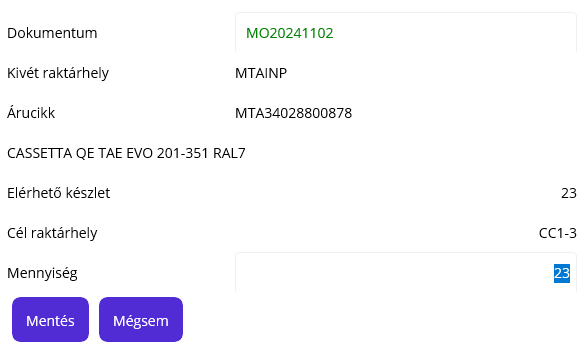 Dokumentum MO20241102
Kivét raktárhely MTAINP
Árucikk MTA34028800878
CASSETTA QE TAE EVO 201-351 RAL7
Elérhető készlet 23
Cél raktárhely CC1-3
Mennyiség 23
Mentés Mégsem